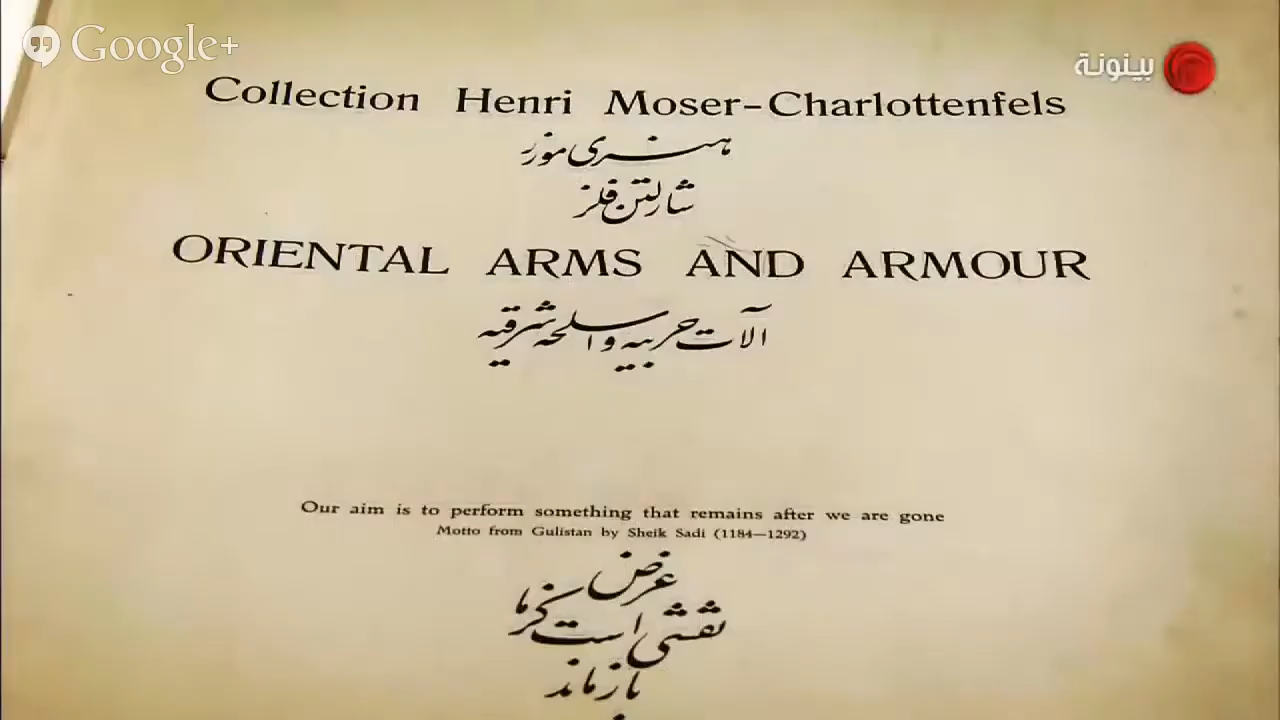 Google+
بينونة
Collection Henri Moser-Charlottenfels
هنری موزر
شارلتن فلز
ORIENTAL ARMS AND ARMOUR
آلات حربیه و اسلحه شرقیه
Our aim is to perform something that remains after we are gone
Motto from Gulistan by Sheik Sadi (1184—1292)
غرض
نقشی است کز ما
باز ماند